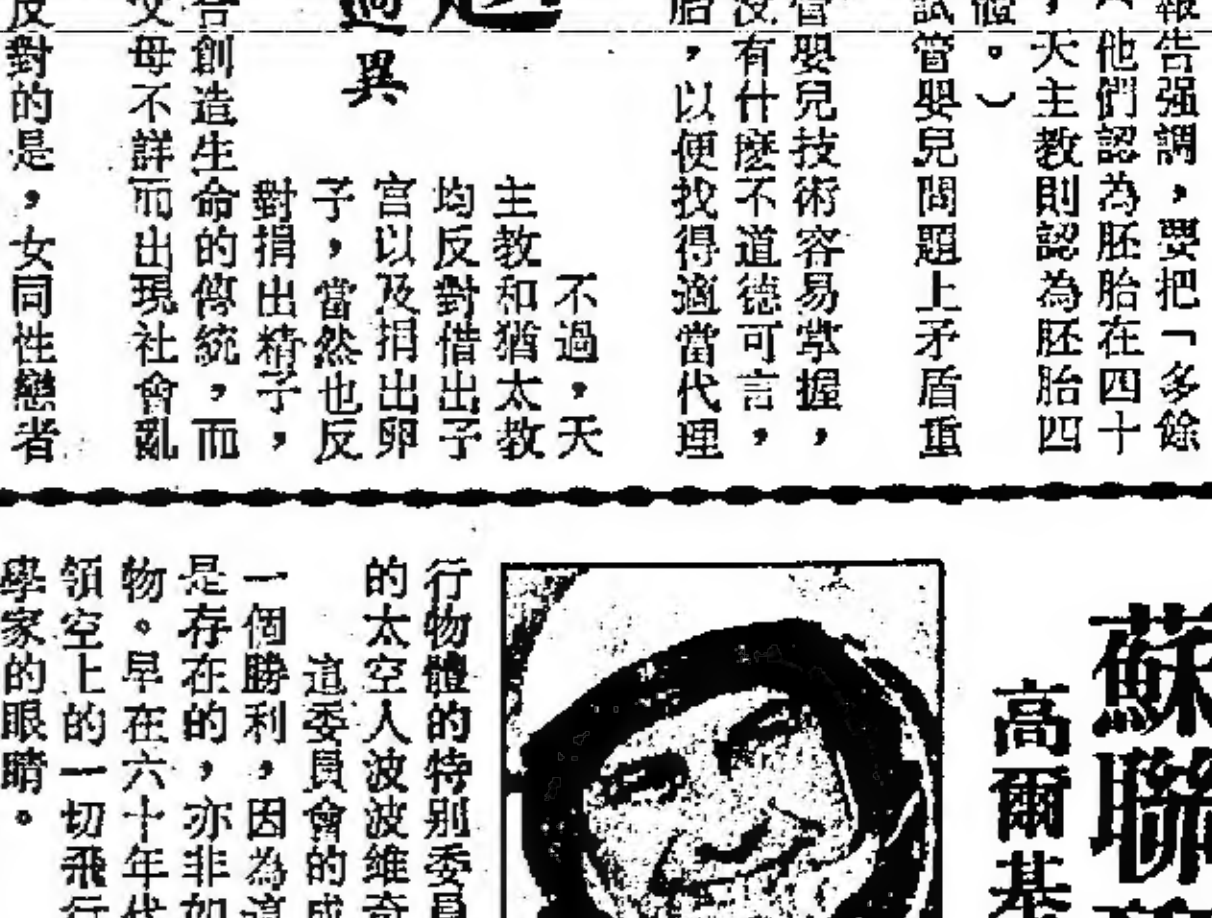 報告强調，要把「多餘
他們認為胚胎在四十
，天主教則認為胚胎四
。）
試管嬰兒問題上矛盾重
嬰兒技術容易掌握，
沒有什麽不道德可言，
胎，以便找得適當代理
異
不過，天
主教和猶太教
均反對借出子
宮以及捐出卵
子，當然也反
對捐出精子，
創造生命的傳統，而
父母不詳而出現社會亂
反對的是，女同性戀者
蘇聯
高爾基
行物體的特别委員
的太空人波波維奇
這委員會的成
一個勝利，因為這
是存在的，亦非如
物。早在六十年代
領空上的一切飛行
學家的眼睛。